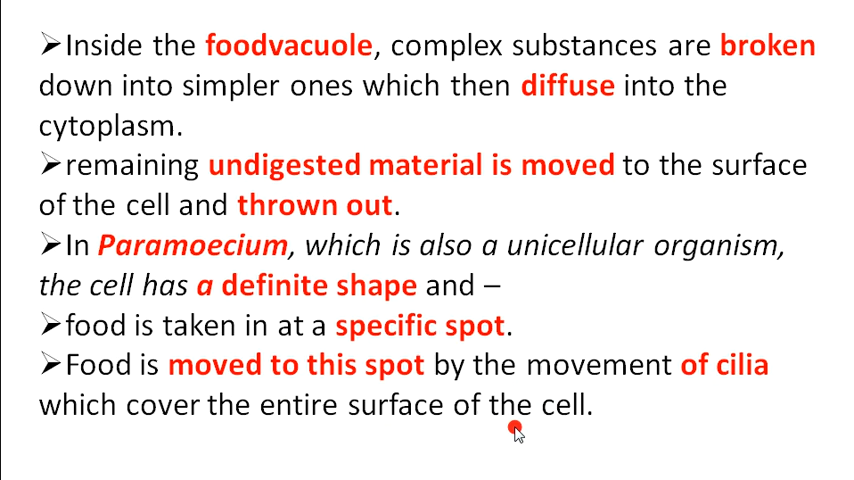 ➢Inside the foodvacuole, complex substances are broken
down into simpler ones which then diffuse into the
cytoplasm.
➢remaining undigested material is moved to the surface
of the cell and thrown out.
➢In Paramoecium, which is also a unicellular organism,
the cell has a definite shape and –
➢food is taken in at a specific spot.
➢Food is moved to this spot by the movement of cilia
which cover the entire surface of the cell.